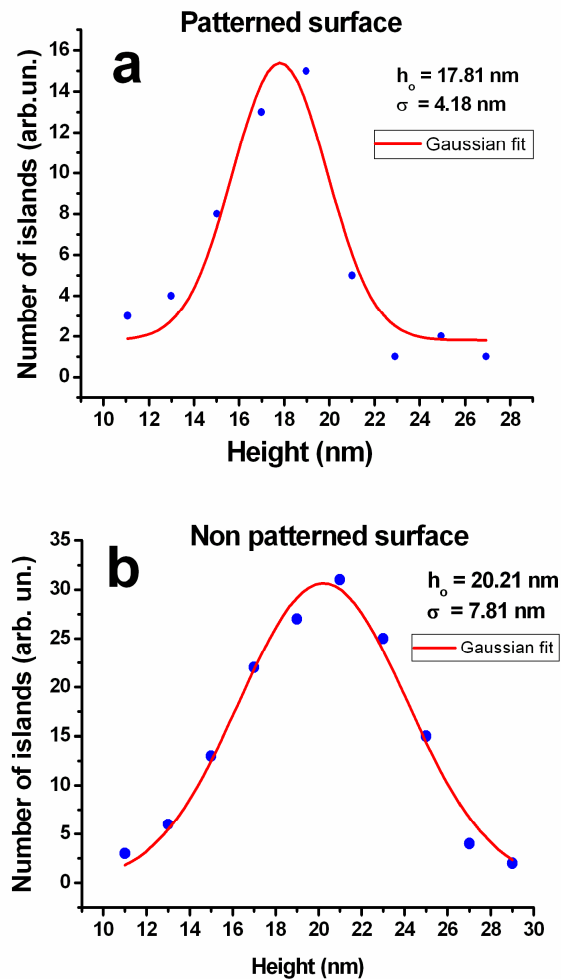 Patterned surface
a
h₀ = 17.81 nm
σ = 4.18 nm
Gaussian fit
Number of islands (arb.un.)
16
14
12
10
8
6
4
2
0
10 12 14 16 18 20 22 24 26 28
Height (nm)
Non patterned surface
b
hₒ = 20.21 nm
σ = 7.81 nm
Gaussian fit
Number of islands (arb. un.)
35
30
25
20
15
10
5
0
10 12 14 16 18 20 22 24 26 28 30
Height (nm)